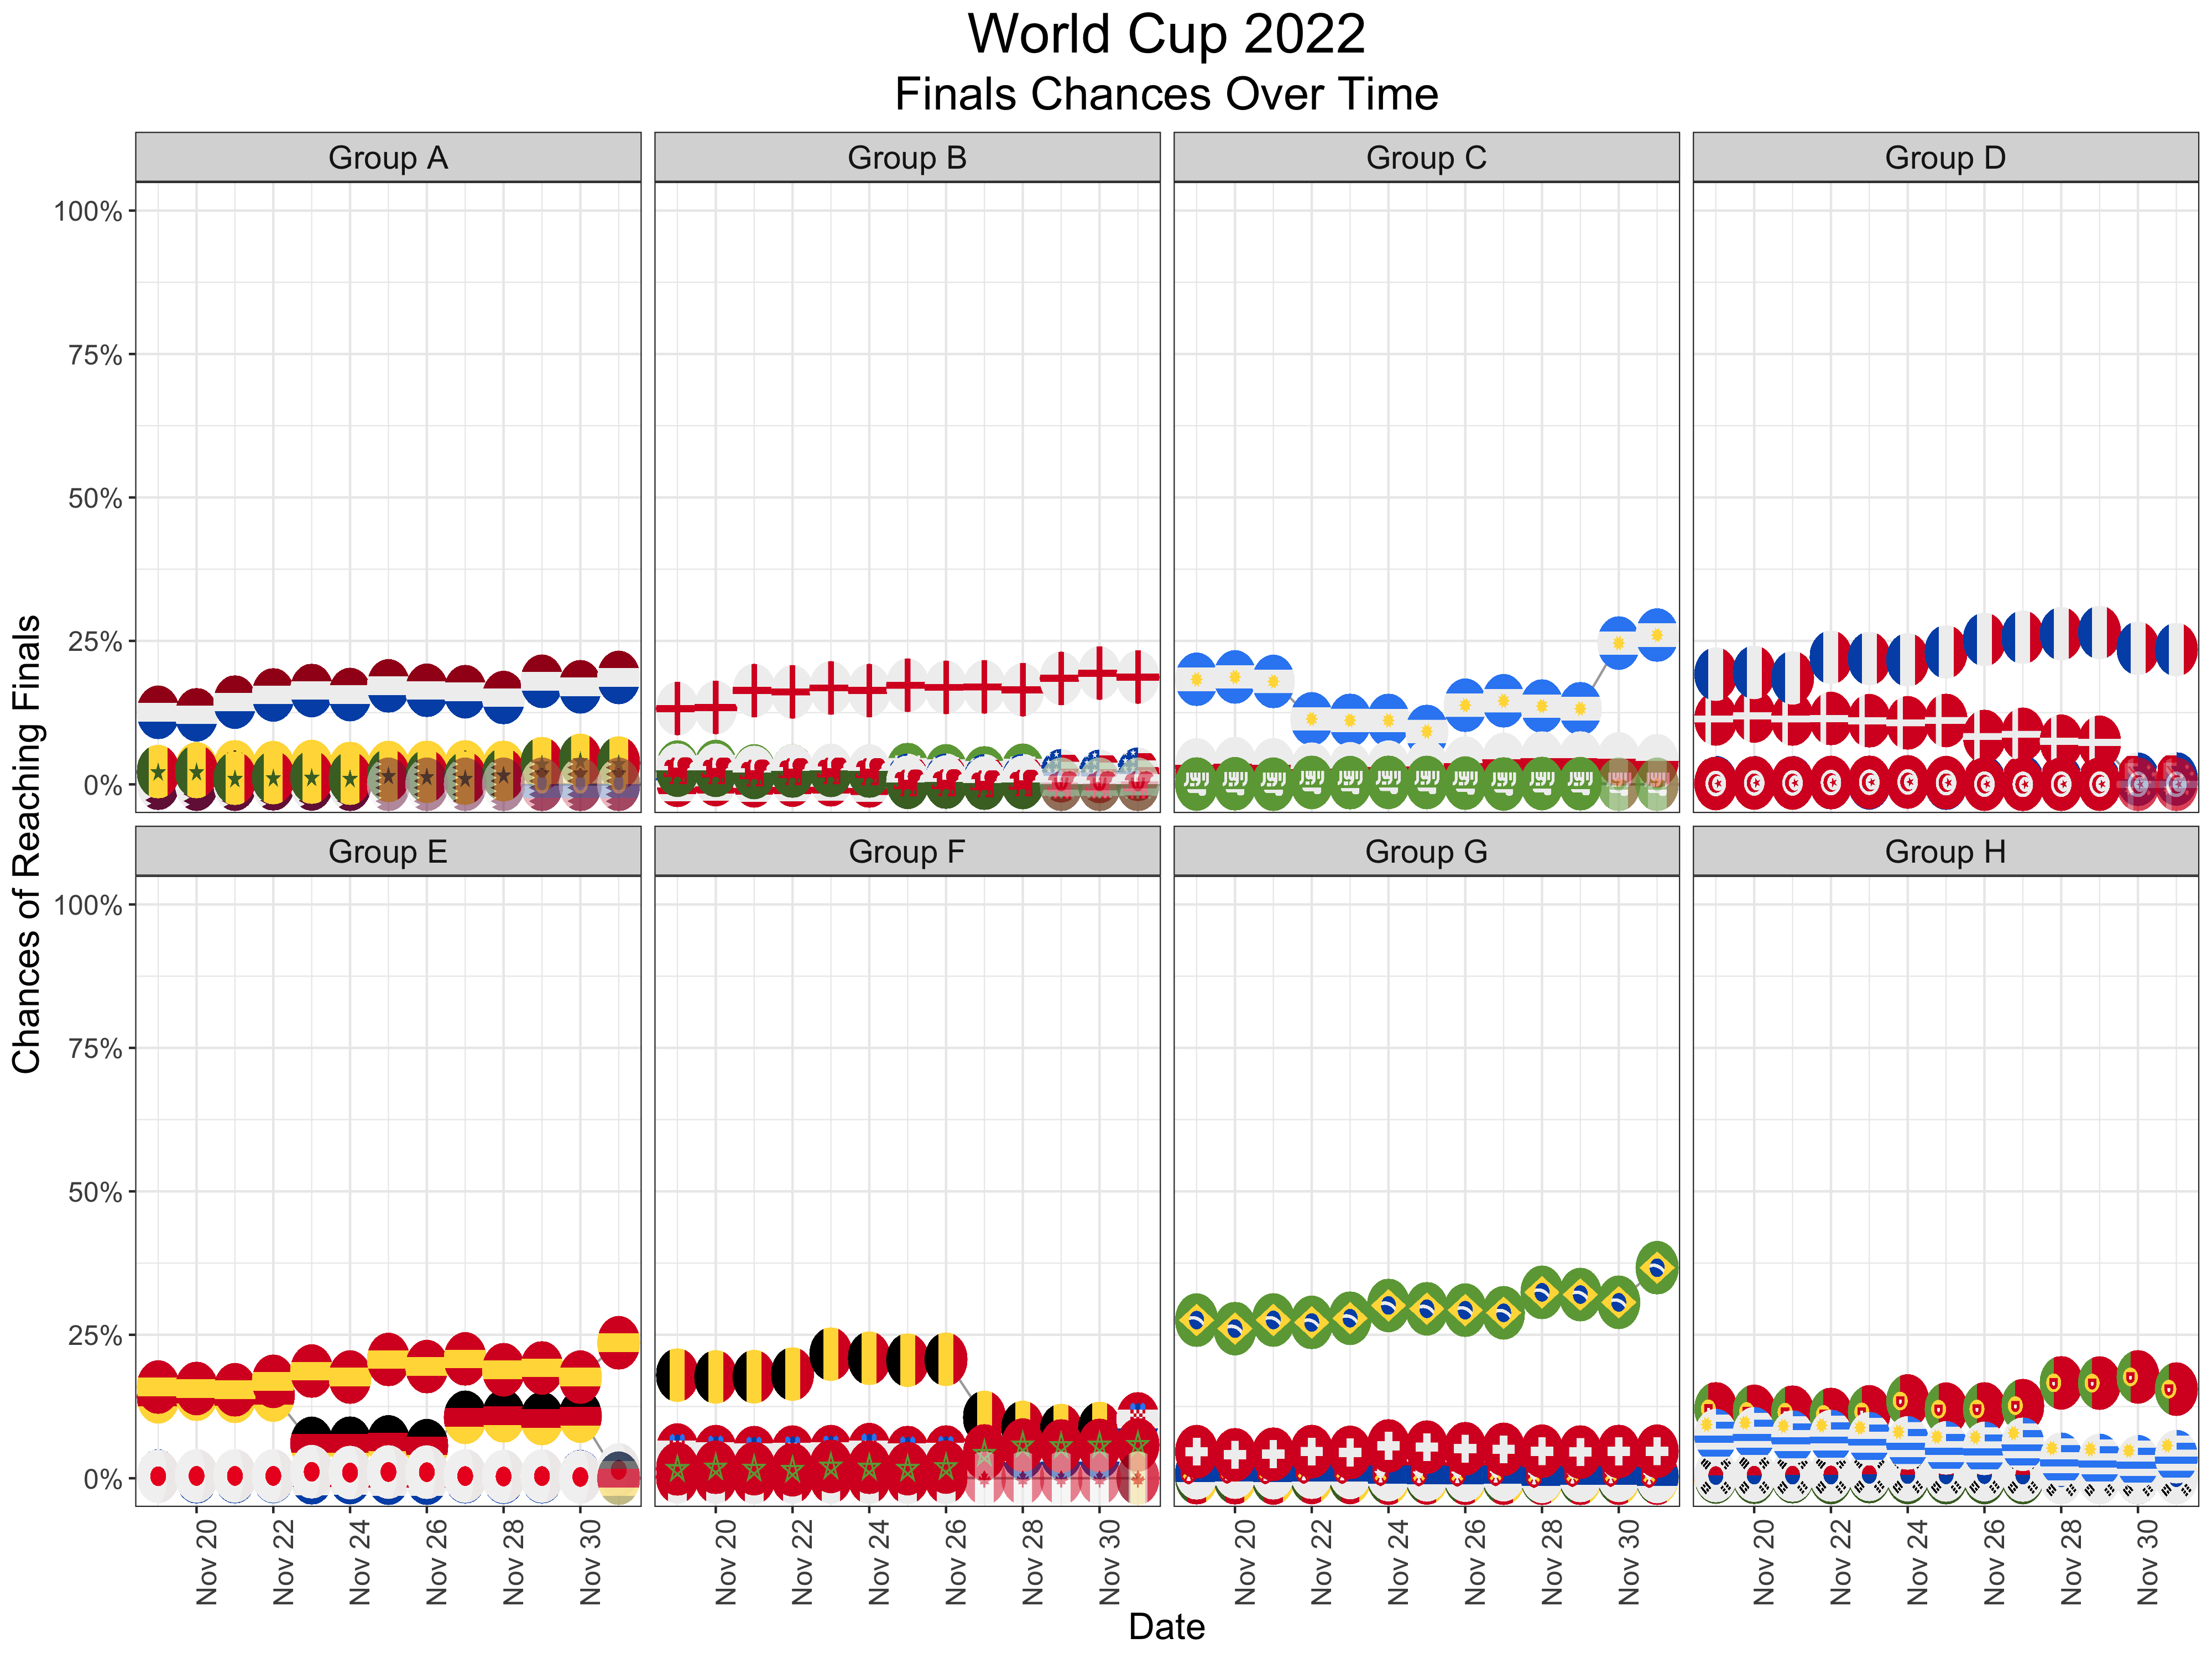 World Cup 2022
Finals Chances Over Time
Group A
Group B
Group C
Group D
100%
75%
50%
25%
0%
Group E
Group F
Group G
Group H
100%
75%
50%
25%
0%
Chances of Reaching Finals
Nov 20
Nov 22
Nov 24
Nov 26
Nov 28
Nov 30
Nov 20
Nov 22
Nov 24
Nov 26
Nov 28
Nov 30
Nov 20
Nov 22
Nov 24
Nov 26
Nov 28
Nov 30
Nov 20
Nov 22
Nov 24
Nov 26
Nov 28
Nov 30
Date